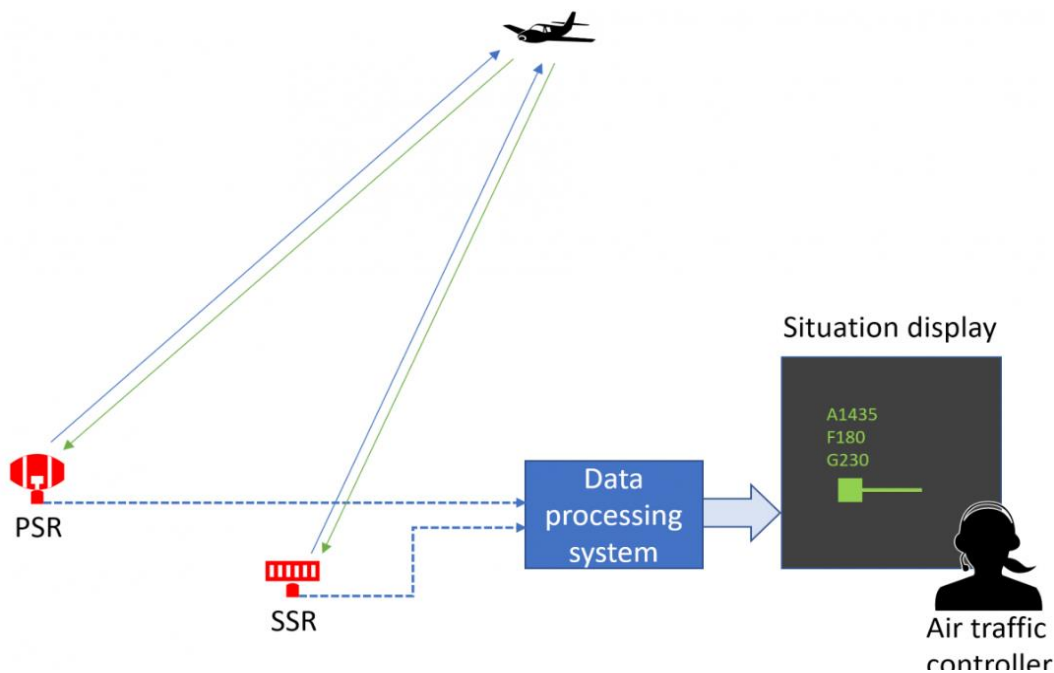 Situation display
A1435
F180
G230
PSR
Data
processing
system
SSR
Air traffic
controller